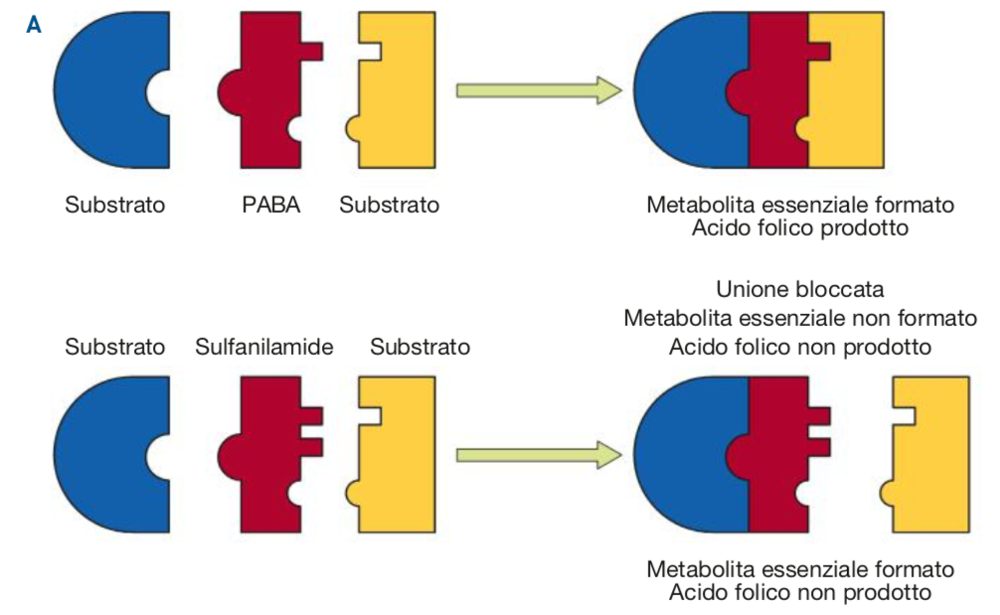 A
Substrato PABA Substrato
Metabolita essenziale formato
Acido folico prodotto
Unione bloccata
Metabolita essenziale non formato
Acido folico non prodotto
Substrato Sulfanilamide Substrato
Metabolita essenziale formato
Acido folico non prodotto